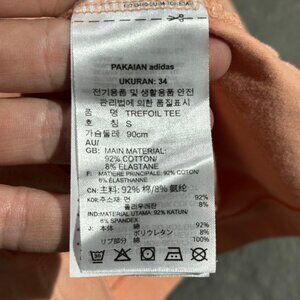 PAKAIAN adidas
UKURAN: 34
전기용품 및 생활용품 안전
관리법에 의한 품질표시
품 명 TREFOIL TEE
호 칭 S
가슴둘레 90cm
AU/
GB: MAIN MATERIAL:
92% COTTON/
8% ELASTANE
F: MATIÈRE PRINCIPALE: 92% COTON/
8% ÉLASTHANNE
CN: 主料: 92% 棉/8% 氨纶
KOR: 주소재: 면 92%
폴리우레탄 8%
IND: MATERIAL UTAMA: 92% KATUN/
8% SPANDEX
J: 本体 綿 92%
ポリウレタン 8%
リブ部分 綿 100%